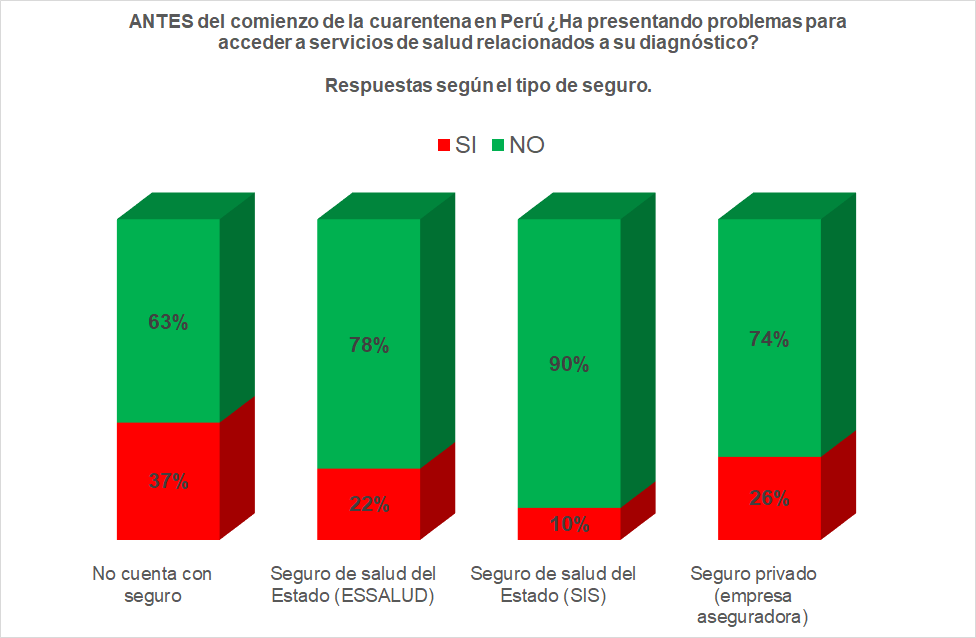 ANTES del comienzo de la cuarentena en Perú ¿Ha presentando problemas para
acceder a servicios de salud relacionados a su diagnóstico?
Respuestas según el tipo de seguro.
SI NO
63%
78%
90%
74%
37%
22%
10%
26%
No cuenta con
seguro
Seguro de salud del
Estado (ESSALUD)
Seguro de salud del
Estado (SIS)
Seguro privado
(empresa
aseguradora)